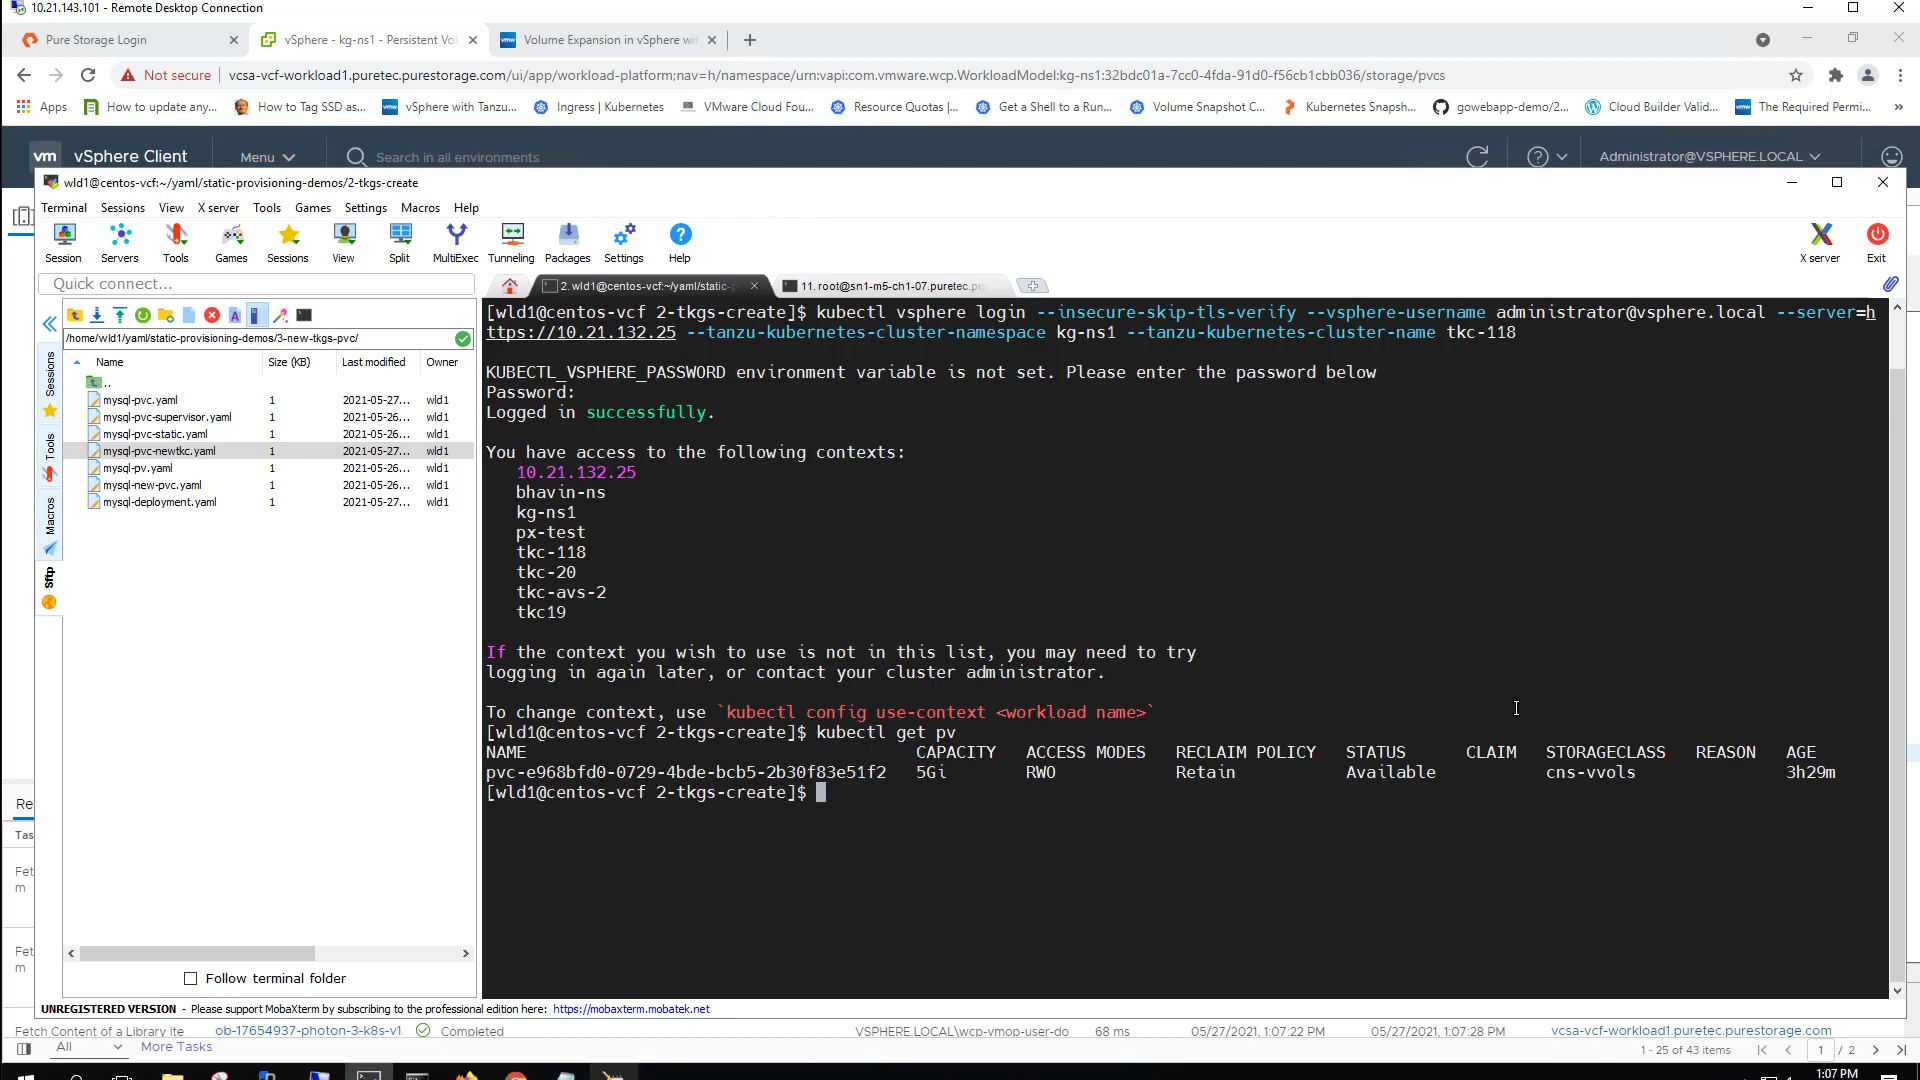 10.21.143.101 - Remote Desktop Connection
Pure Storage Login
vSphere - kg-ns1 - Persistent Vo
Volume Expansion in vSphere wit
Not secure
vcsa-vcf-workload1.puretec.purestorage.com/ui/app/workload-platform;nav=h/namespace/urn:vapi:com.vmware.wcp.WorkloadModel:kg-ns1:32bdc01a-7cc0-4fda-91d0-f56cb1cbb036/storage/pvcs
Apps
How to update any...
How to Tag SSD as...
vSphere with Tanzu...
Ingress | Kubernetes
VMware Cloud Fou...
Resource Quotas |...
Get a Shell to a Run...
Volume Snapshot C...
Kubernetes Snapsh...
gowebapp-demo/2...
Cloud Builder Valid...
The Required Permi...
»
vm
vSphere Client
Menu
Search in all environments
Administrator@VSPHERE.LOCAL
wld1@centos-vcf:~/yaml/static-provisioning-demos/2-tkgs-create
Terminal
Sessions
View
X server
Tools
Games
Settings
Macros
Help
Session
Servers
Tools
Games
Sessions
View
Split
MultiExec
Tunneling
Packages
Settings
Help
X server
Exit
Quick connect...
2. wld1@centos-vcf:~/yaml/static-p
11. root@sn1-m5-ch1-07.puretec.pu
/home/wld1/yaml/static-provisioning-demos/3-new-tkgs-pvc/
Sessions
Tools
Macros
Sftp
Name
Size (KB)
Last modified
Owner
..
mysql-pvc.yaml 1 2021-05-27... wld1
mysql-pvc-supervisor.yaml 1 2021-05-26... wld1
mysql-pvc-static.yaml 1 2021-05-26... wld1
mysql-pvc-newtkc.yaml 1 2021-05-27... wld1
mysql-pv.yaml 1 2021-05-26... wld1
mysql-new-pvc.yaml 1 2021-05-26... wld1
mysql-deployment.yaml 1 2021-05-27... wld1
Follow terminal folder
[wld1@centos-vcf 2-tkgs-create]$ kubectl vsphere login --insecure-skip-tls-verify --vsphere-username administrator@vsphere.local --server=h
ttps://10.21.132.25 --tanzu-kubernetes-cluster-namespace kg-ns1 --tanzu-kubernetes-cluster-name tkc-118
KUBECTL_VSPHERE_PASSWORD environment variable is not set. Please enter the password below
Password:
Logged in successfully.
You have access to the following contexts:
10.21.132.25
bhavin-ns
kg-ns1
px-test
tkc-118
tkc-20
tkc-avs-2
tkc19
If the context you wish to use is not in this list, you may need to try
logging in again later, or contact your cluster administrator.
To change context, use `kubectl config use-context <workload name>`
[wld1@centos-vcf 2-tkgs-create]$ kubectl get pv
NAME CAPACITY ACCESS MODES RECLAIM POLICY STATUS CLAIM STORAGECLASS REASON AGE
pvc-e968bfd0-0729-4bde-bcb5-2b30f83e51f2 5Gi RWO Retain Available cns-vvols 3h29m
[wld1@centos-vcf 2-tkgs-create]$
Re
Tas
Fet
m
Fet
m
UNREGISTERED VERSION - Please support MobaXterm by subscribing to the professional edition here: https://mobaxterm.mobatek.net
Fetch Content of a Library Ite
ob-17654937-photon-3-k8s-v1.
Completed
VSPHERE.LOCAL\wcp-vmop-user-do
68 ms
05/27/2021, 1:07:22 PM
05/27/2021, 1:07:28 PM
vcsa-vcf-workload1.puretec.purestorage.com
All
More Tasks
1 - 25 of 43 items
1 / 2
1:07 PM